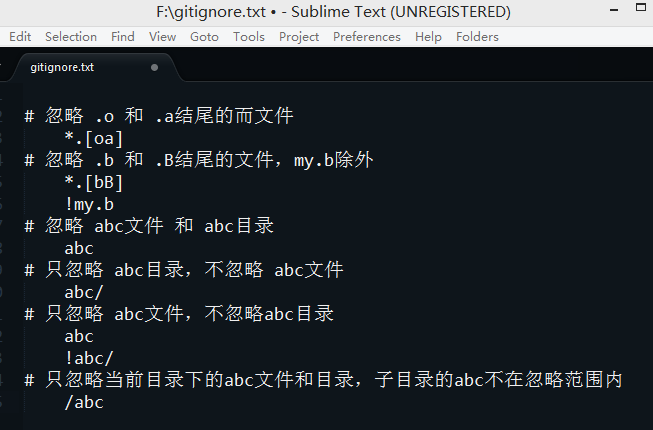 F:\gitignore.txt • - Sublime Text (UNREGISTERED)
Edit Selection Find View Goto Tools Project Preferences Help Folders
gitignore.txt
# 忽略 .o 和 .a结尾的而文件
*.[oa]
# 忽略 .b 和 .B结尾的文件，my.b除外
*.[bB]
!my.b
# 忽略 abc文件 和 abc目录
abc
# 只忽略 abc目录，不忽略 abc文件
abc/
# 只忽略 abc文件，不忽略abc目录
abc
!abc/
# 只忽略当前目录下的abc文件和目录，子目录的abc不在忽略范围内
/abc